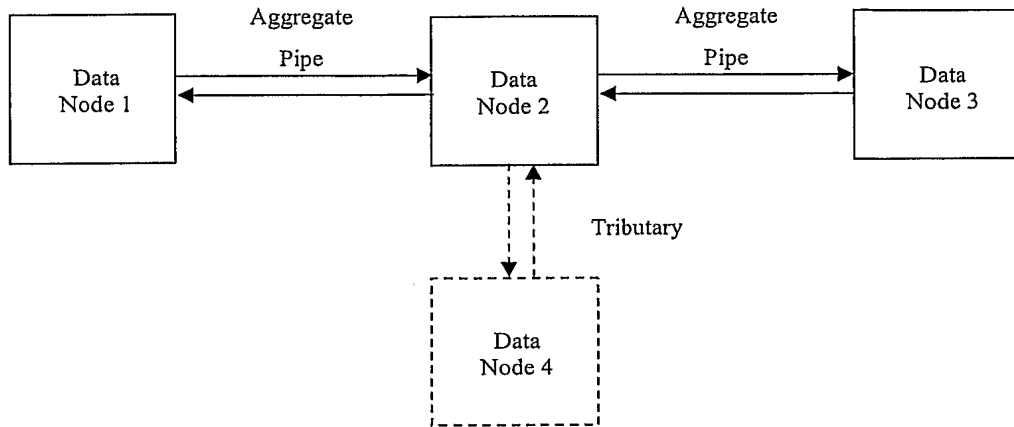 Aggregate
Pipe
Aggregate
Pipe
Data
Node 1
Data
Node 2
Data
Node 3
Tributary
Data
Node 4